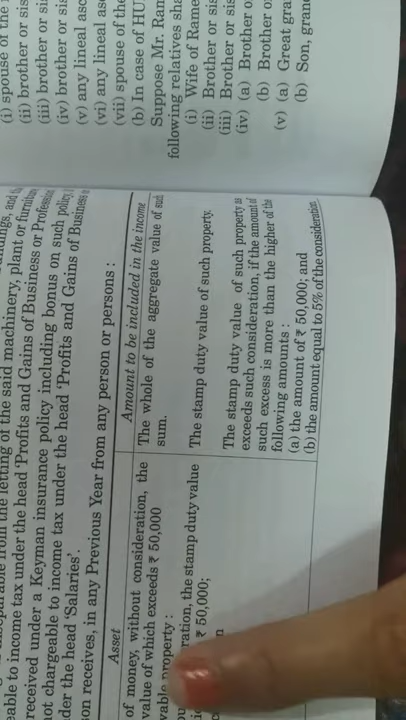 able to income tax under the head 'Profits and Gains of Business or Profession
received under a Keyman insurance policy including bonus on such policy
not chargeable to income tax under the head 'Profits and Gains of Business
der the head 'Salaries'.
son receives, in any Previous Year from any person or persons :
Asset
Amount to be included in the income
of money, without consideration, the
value of which exceeds ₹ 50,000
The whole of the aggregate value of such
sum.
property :
ration, the stamp duty value
₹ 50,000;
The stamp duty value of such property.
The stamp duty value of such property as
exceeds such consideration, if the amount of
such excess is more than the higher of the
following amounts :
(a) the amount of ₹ 50,000; and
(b) the amount equal to 5% of the consideration
(i) spouse of the
(ii) brother or sis
(iii) brother or sis
(iv) brother or sis
(v) any lineal asc
(vi) any lineal asc
(vii) spouse of the
(b) In case of HU
Suppose Mr. Ram
following relatives sha
(i) Wife of Rame
(ii) Brother or sis
(iii) Brother or sis
(iv) (a) Brother o
(b) Brother o
(v) (a) Great gra
(b) Son, gran